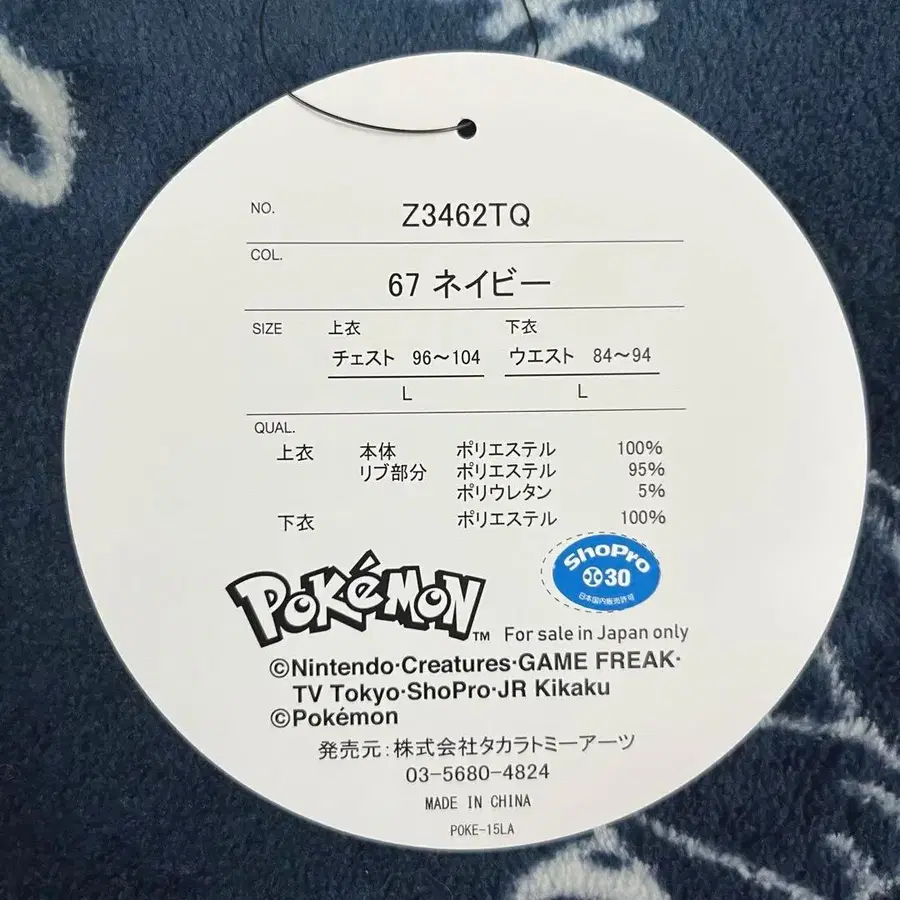 NO. Z3462TQ
COL. 67 ネイビー
SIZE 上衣 下衣
チェスト 96〜104 ウエスト 84〜94
L L
QUAL.
上衣 本体 ポリエステル 100%
リブ部分 ポリエステル 95%
ポリウレタン 5%
下衣 ポリエステル 100%
ShoPro
30
日本国内販売許可
POKéMON™ For sale in Japan only
©Nintendo·Creatures·GAME FREAK·
TV Tokyo·ShoPro·JR Kikaku
©Pokémon
発売元:株式会社タカラトミーアーツ
03-5680-4824
MADE IN CHINA
POKE-15LA